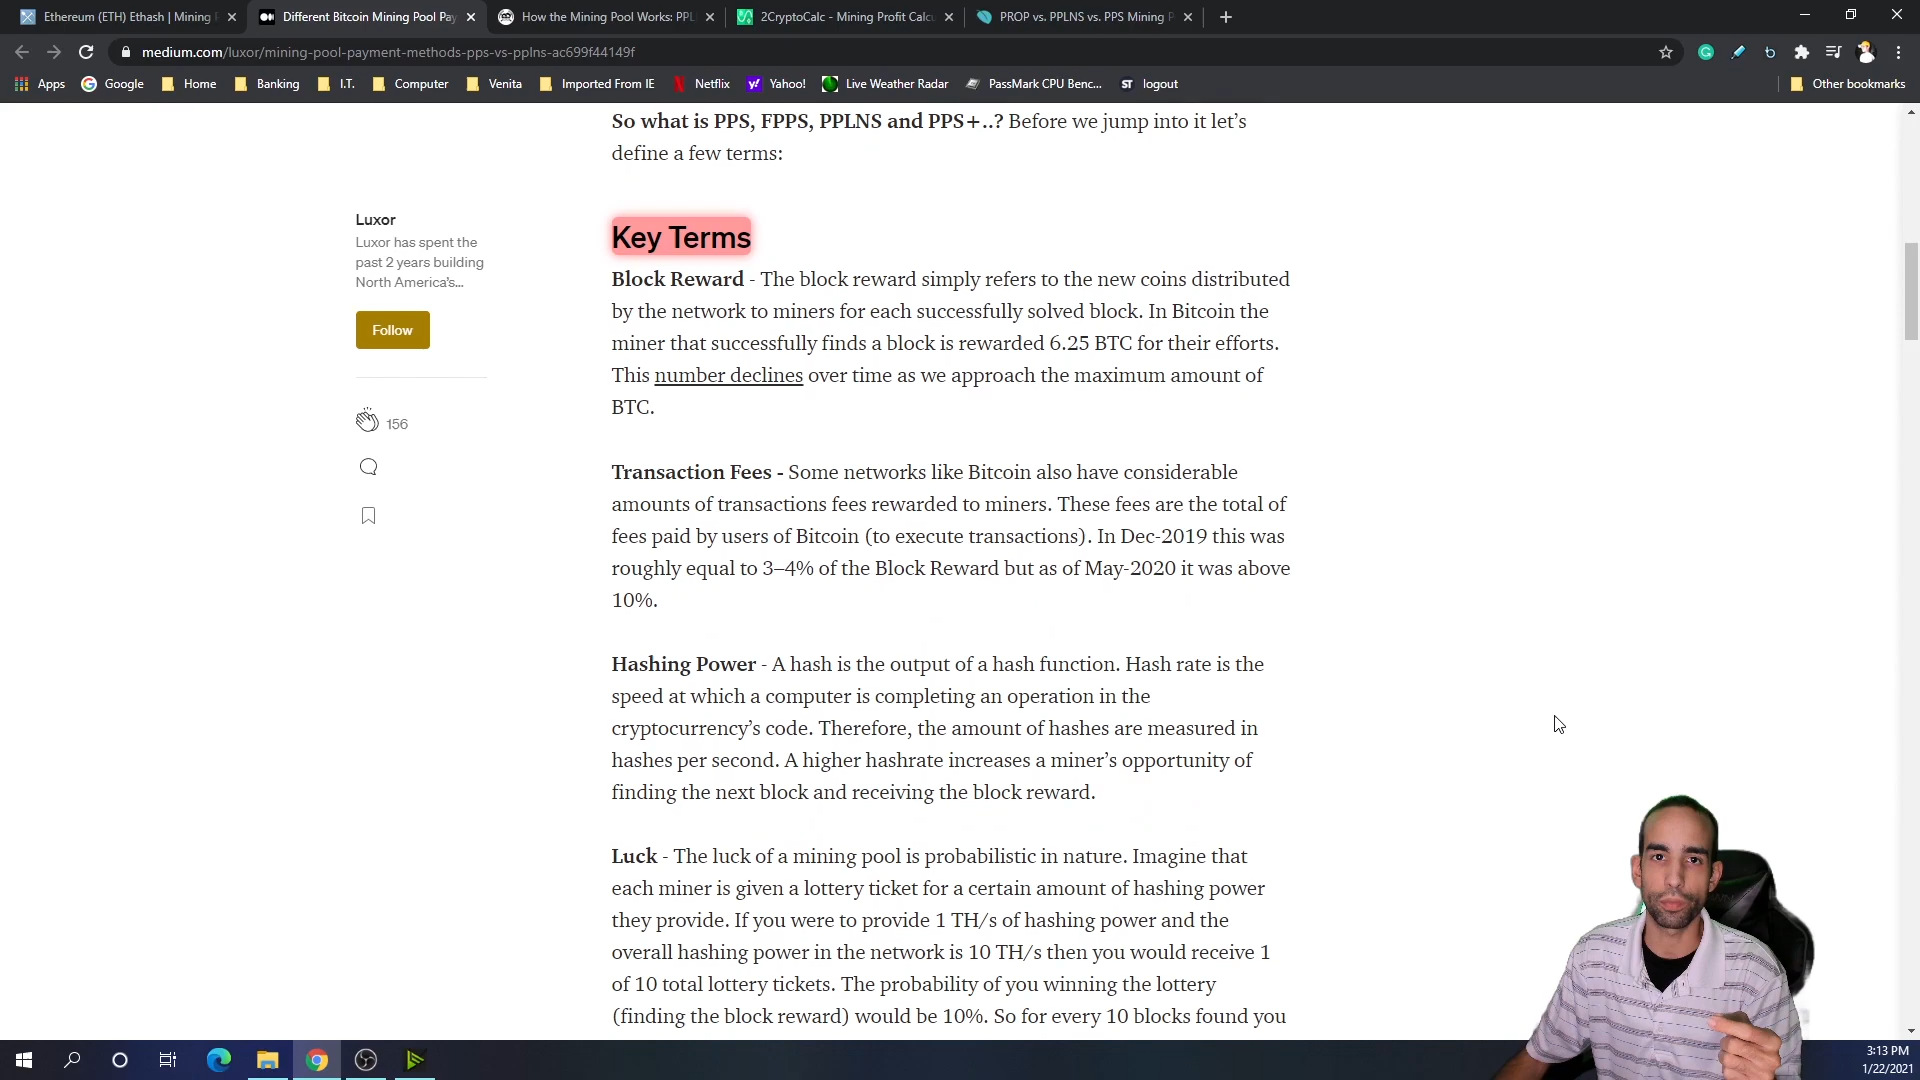 Ethereum (ETH) Ethash | Mining
Different Bitcoin Mining Pool Pay
How the Mining Pool Works: PPL
2CryptoCalc - Mining Profit Calc
PROP vs. PPLNS vs. PPS Mining P
medium.com/luxor/mining-pool-payment-methods-pps-vs-pplns-ac699f44149f
Apps Google Home Banking I.T. Computer Venita Imported From IE Netflix Yahoo! Live Weather Radar PassMark CPU Benc... ST logout Other bookmarks
So what is PPS, FPPS, PPLNS and PPS+..? Before we jump into it let’s
define a few terms:
Luxor
Luxor has spent the
past 2 years building
North America’s...
Follow
156
Key Terms
Block Reward - The block reward simply refers to the new coins distributed
by the network to miners for each successfully solved block. In Bitcoin the
miner that successfully finds a block is rewarded 6.25 BTC for their efforts.
This number declines over time as we approach the maximum amount of
BTC.
Transaction Fees - Some networks like Bitcoin also have considerable
amounts of transactions fees rewarded to miners. These fees are the total of
fees paid by users of Bitcoin (to execute transactions). In Dec-2019 this was
roughly equal to 3–4% of the Block Reward but as of May-2020 it was above
10%.
Hashing Power - A hash is the output of a hash function. Hash rate is the
speed at which a computer is completing an operation in the
cryptocurrency’s code. Therefore, the amount of hashes are measured in
hashes per second. A higher hashrate increases a miner’s opportunity of
finding the next block and receiving the block reward.
Luck - The luck of a mining pool is probabilistic in nature. Imagine that
each miner is given a lottery ticket for a certain amount of hashing power
they provide. If you were to provide 1 TH/s of hashing power and the
overall hashing power in the network is 10 TH/s then you would receive 1
of 10 total lottery tickets. The probability of you winning the lottery
(finding the block reward) would be 10%. So for every 10 blocks found you
3:13 PM
1/22/2021